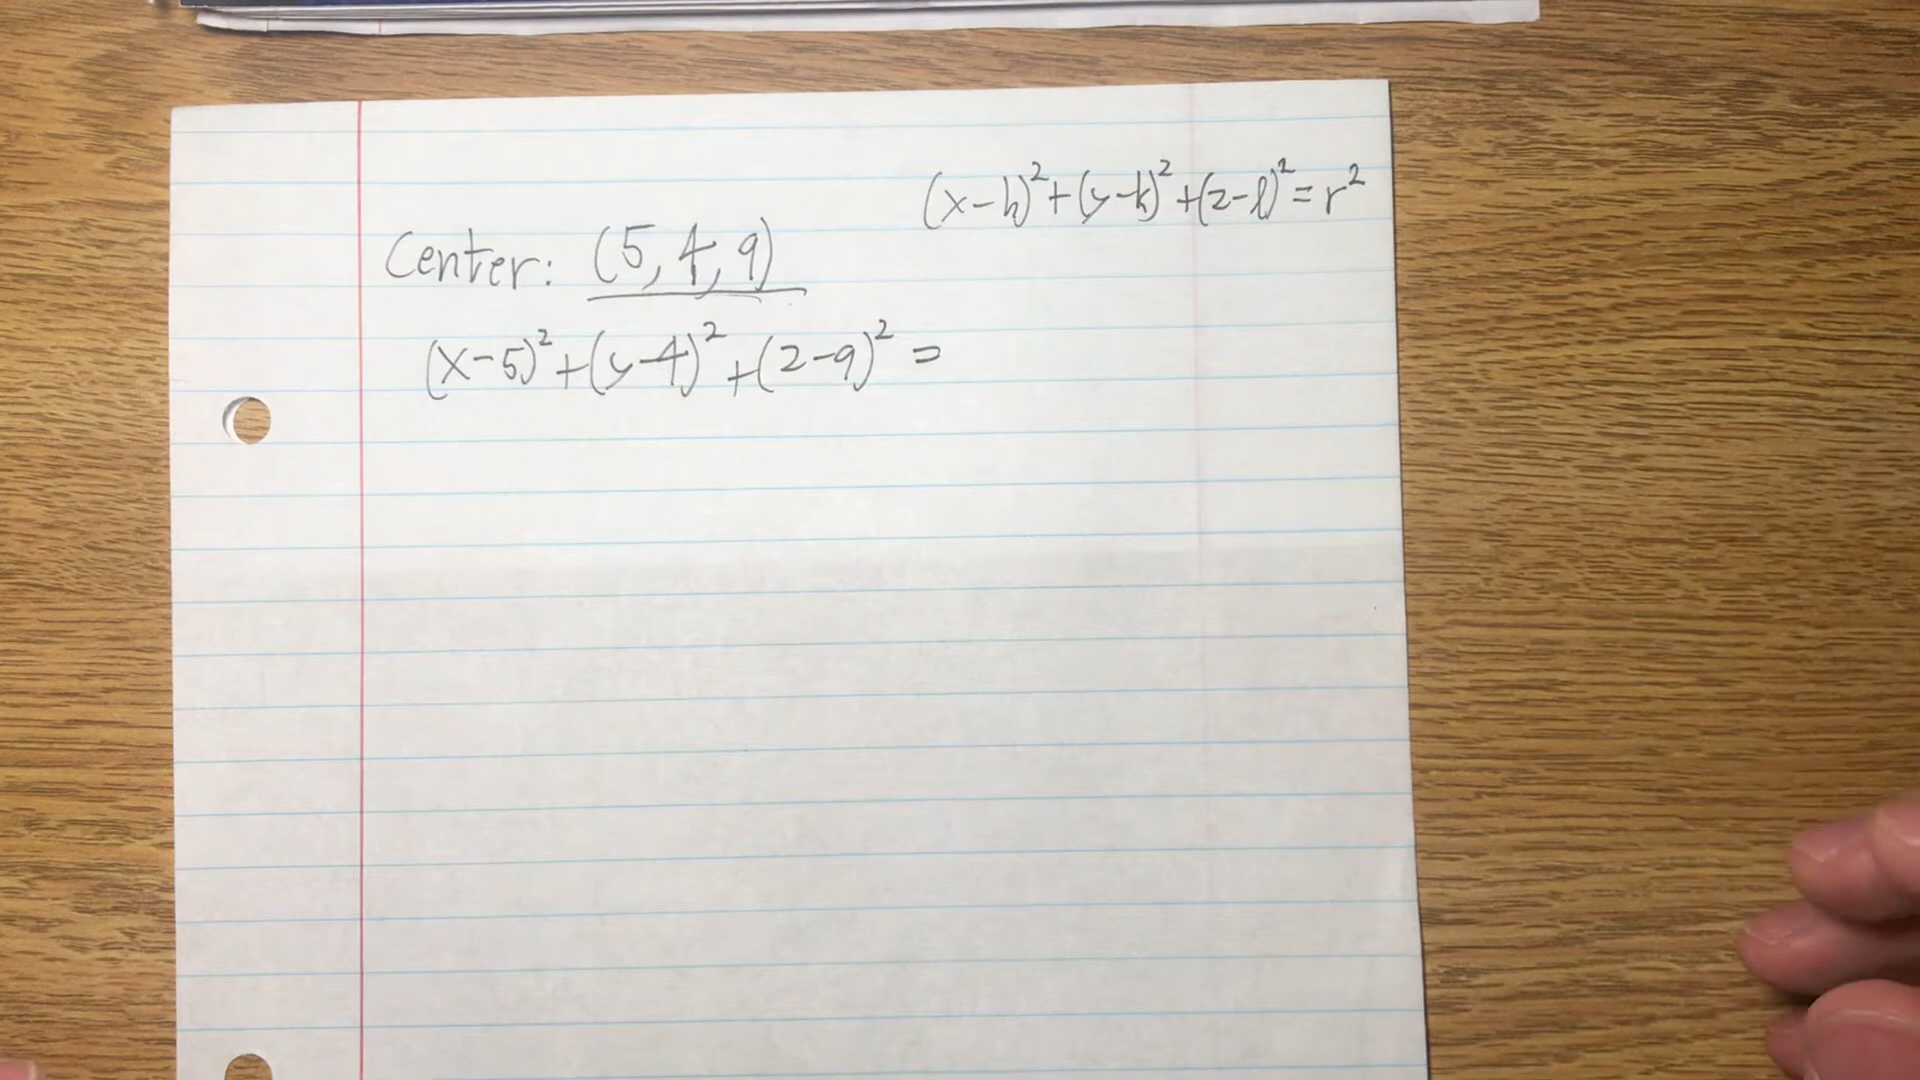 (x-h)²+(y-k)²+(z-l)²=r²
Center: (5,4,9)
(x-5)²+(y-4)²+(z-9)²=